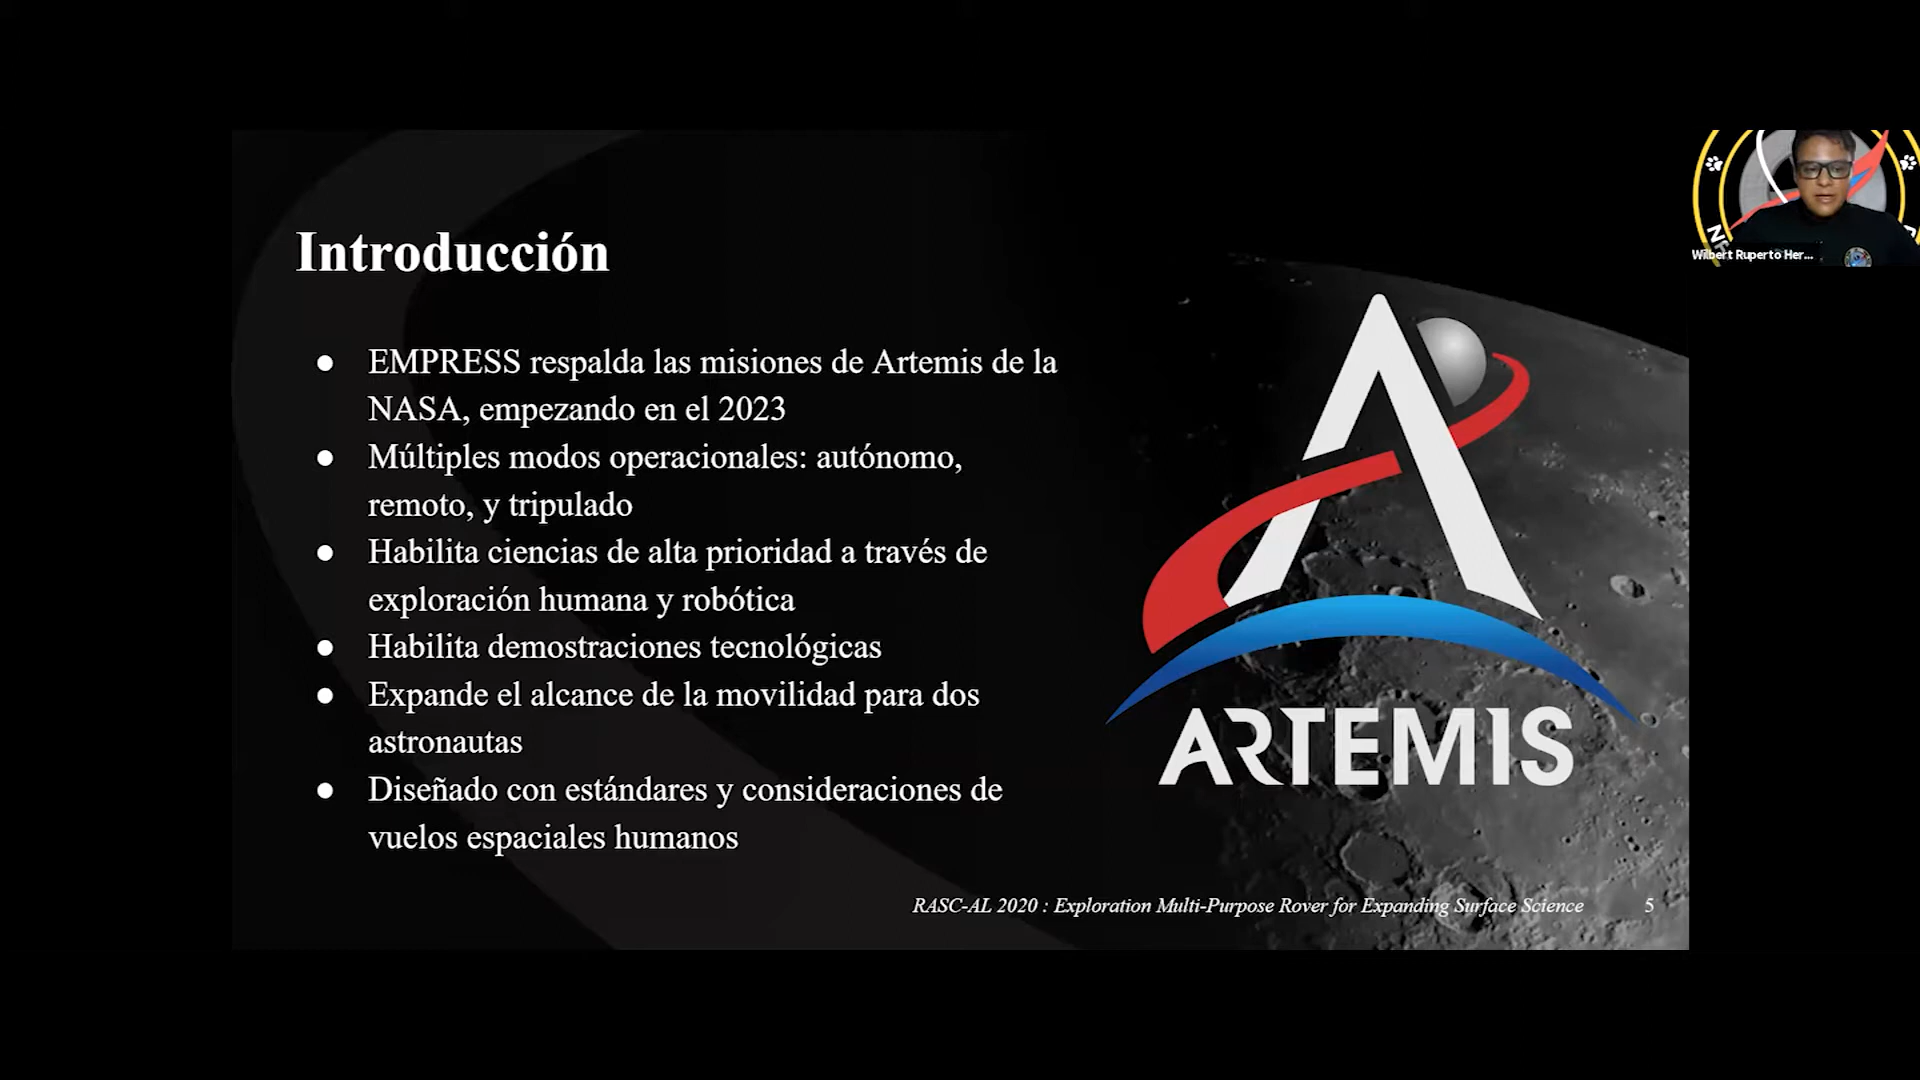 Introducción
● EMPRESS respalda las misiones de Artemis de la
NASA, empezando en el 2023
● Múltiples modos operacionales: autónomo,
remoto, y tripulado
● Habilita ciencias de alta prioridad a través de
exploración humana y robótica
● Habilita demostraciones tecnológicas
● Expande el alcance de la movilidad para dos
astronautas
● Diseñado con estándares y consideraciones de
vuelos espaciales humanos
ARTEMIS
RASC-AL 2020 : Exploration Multi-Purpose Rover for Expanding Surface Science
5
Wilbert Ruperto Her...